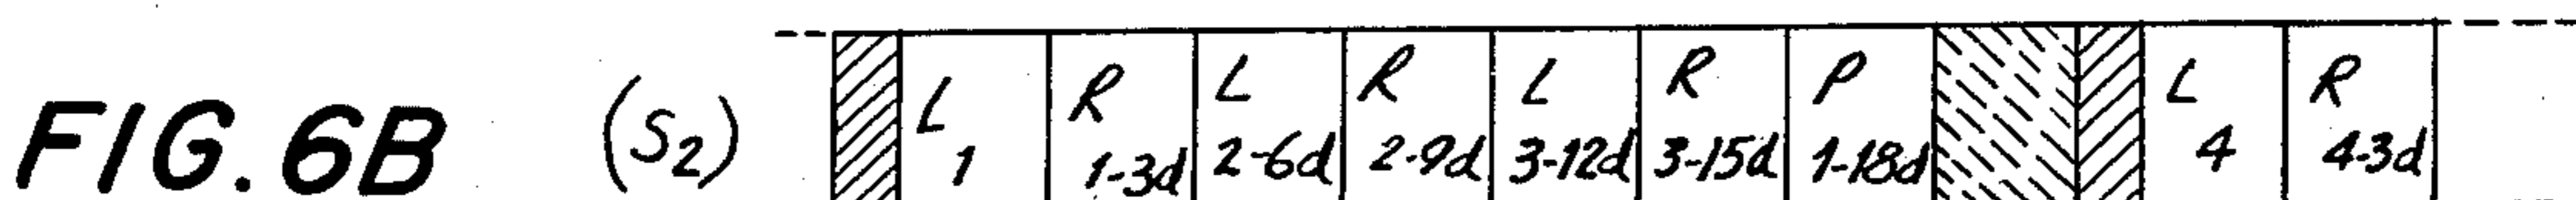 FIG. 6B (S2) L R L R L R P L R
1 1-3d 2-6d 2-9d 3-12d 3-15d 1-18d 4 4-3d